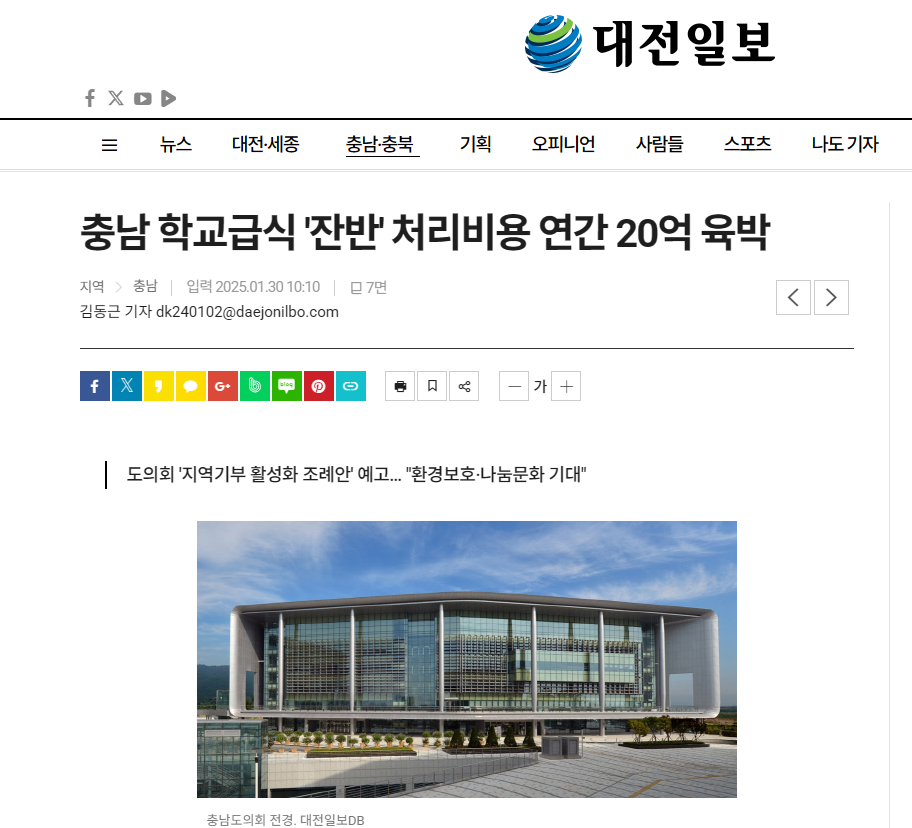 대전일보
뉴스 대전·세종 충남·충북 기획 오피니언 사람들 스포츠 나도 기자
충남 학교급식 '잔반' 처리비용 연간 20억 육박
지역 충남 입력 2025.01.30 10:10 7면
김동근 기자 dk240102@daejonilbo.com
G+ blog 가
도의회 '지역기부 활성화 조례안' 예고... "환경보호·나눔문화 기대"
충남도의회 전경. 대전일보DB